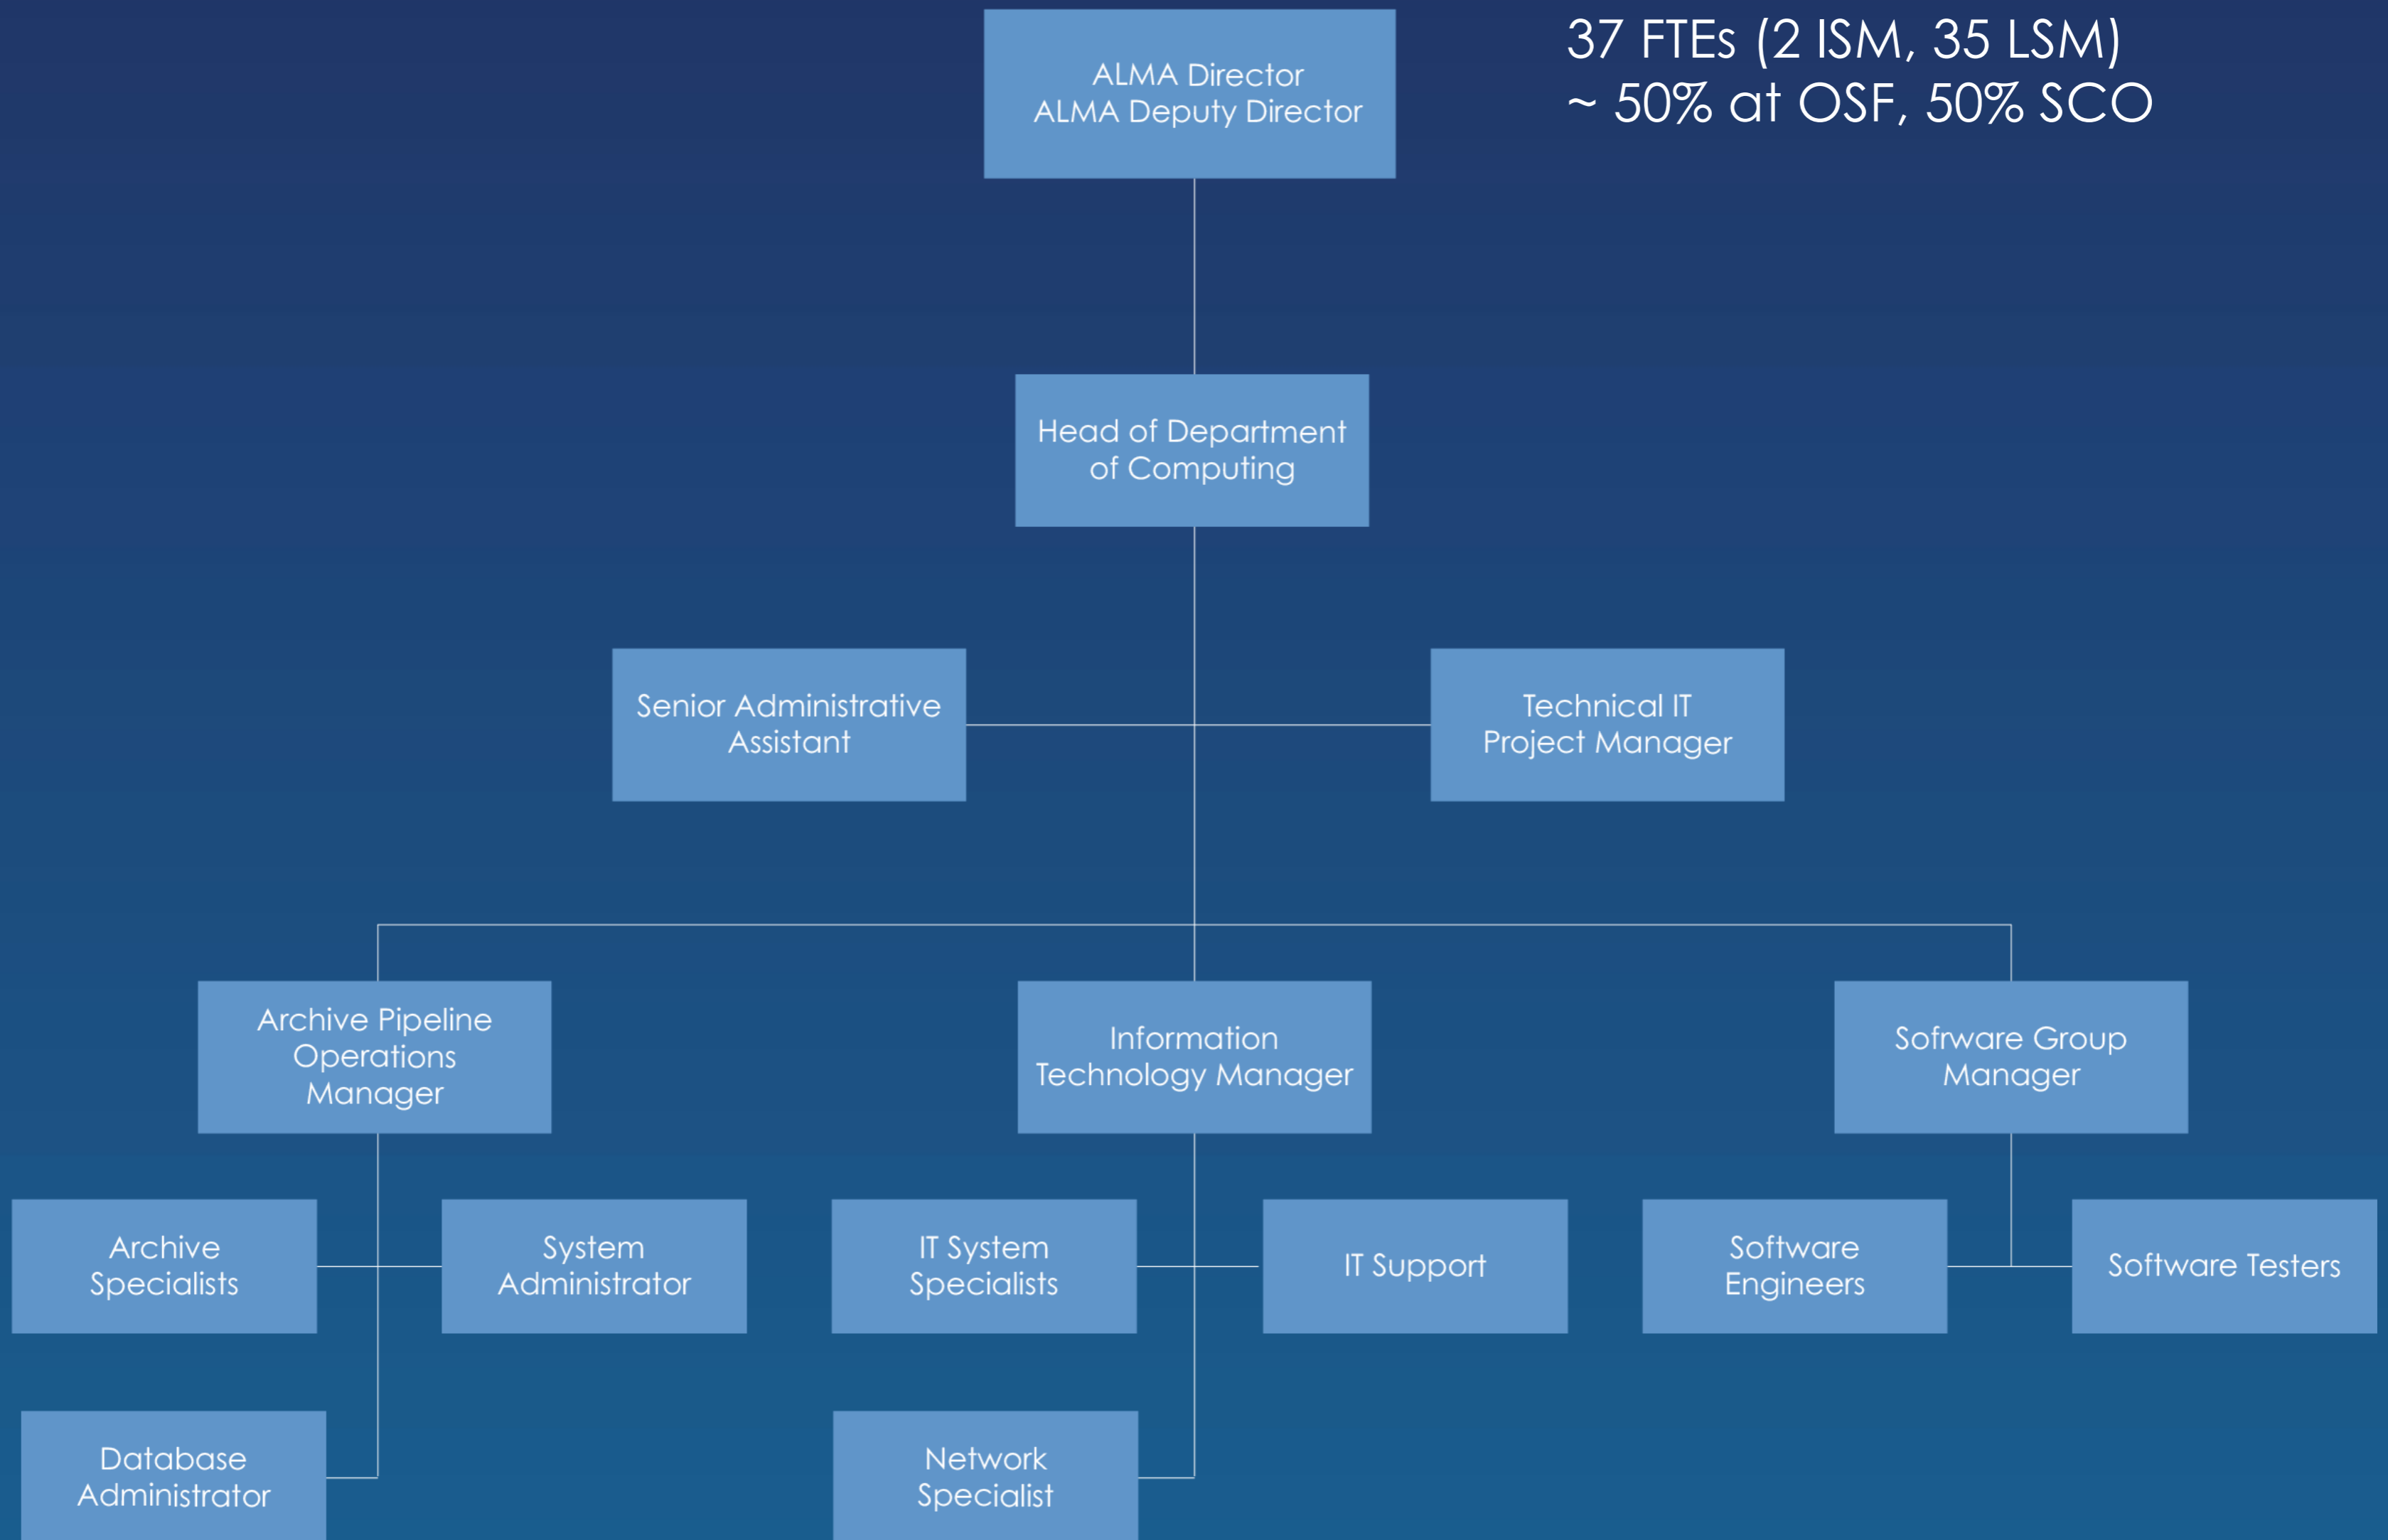 37 FTEs (2 ISM, 35 LSM)
~ 50% at OSF, 50% SCO
ALMA Director
ALMA Deputy Director
Head of Department
of Computing
Senior Administrative
Assistant
Technical IT
Project Manager
Archive Pipeline
Operations
Manager
Information
Technology Manager
Sofrware Group
Manager
Archive
Specialists
System
Administrator
IT System
Specialists
IT Support
Software
Engineers
Software Testers
Database
Administrator
Network
Specialist